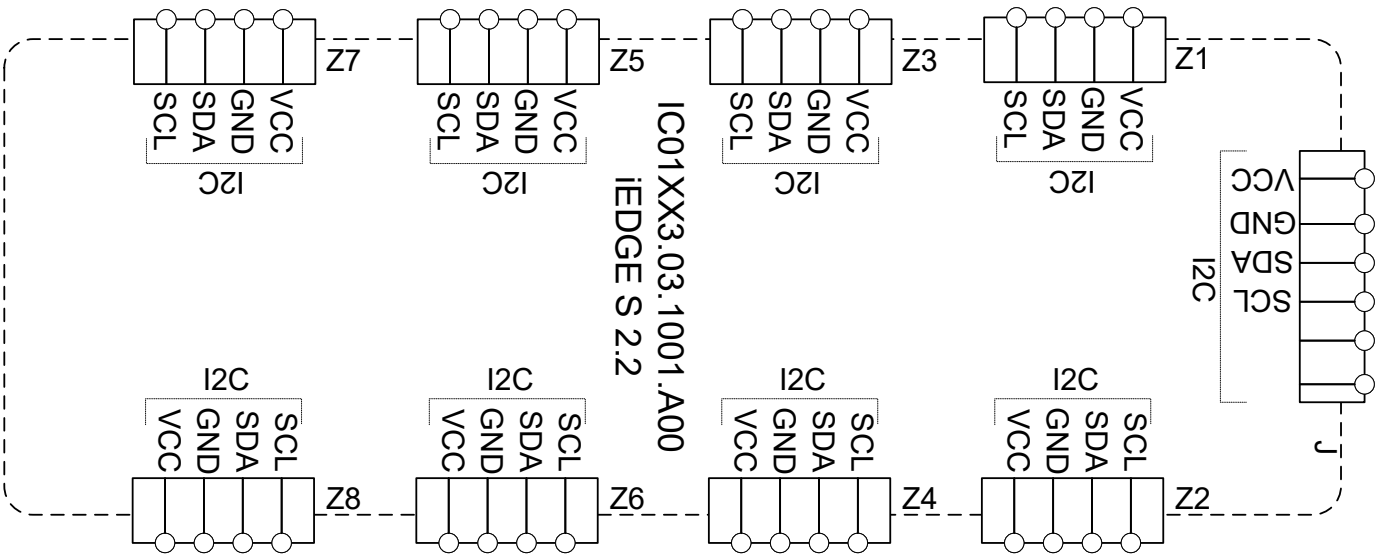 Z7
SCL
SDA
GND
VCC
I2C
Z5
SCL
SDA
GND
VCC
I2C
Z3
SCL
SDA
GND
VCC
I2C
Z1
SCL
SDA
GND
VCC
I2C
IC01XX3.03.1001.A00
iEDGE S 2.2
VCC
GND
SDA
SCL
I2C
J
I2C
VCC
GND
SDA
SCL
Z8
I2C
VCC
GND
SDA
SCL
Z6
I2C
VCC
GND
SDA
SCL
Z4
I2C
VCC
GND
SDA
SCL
Z2